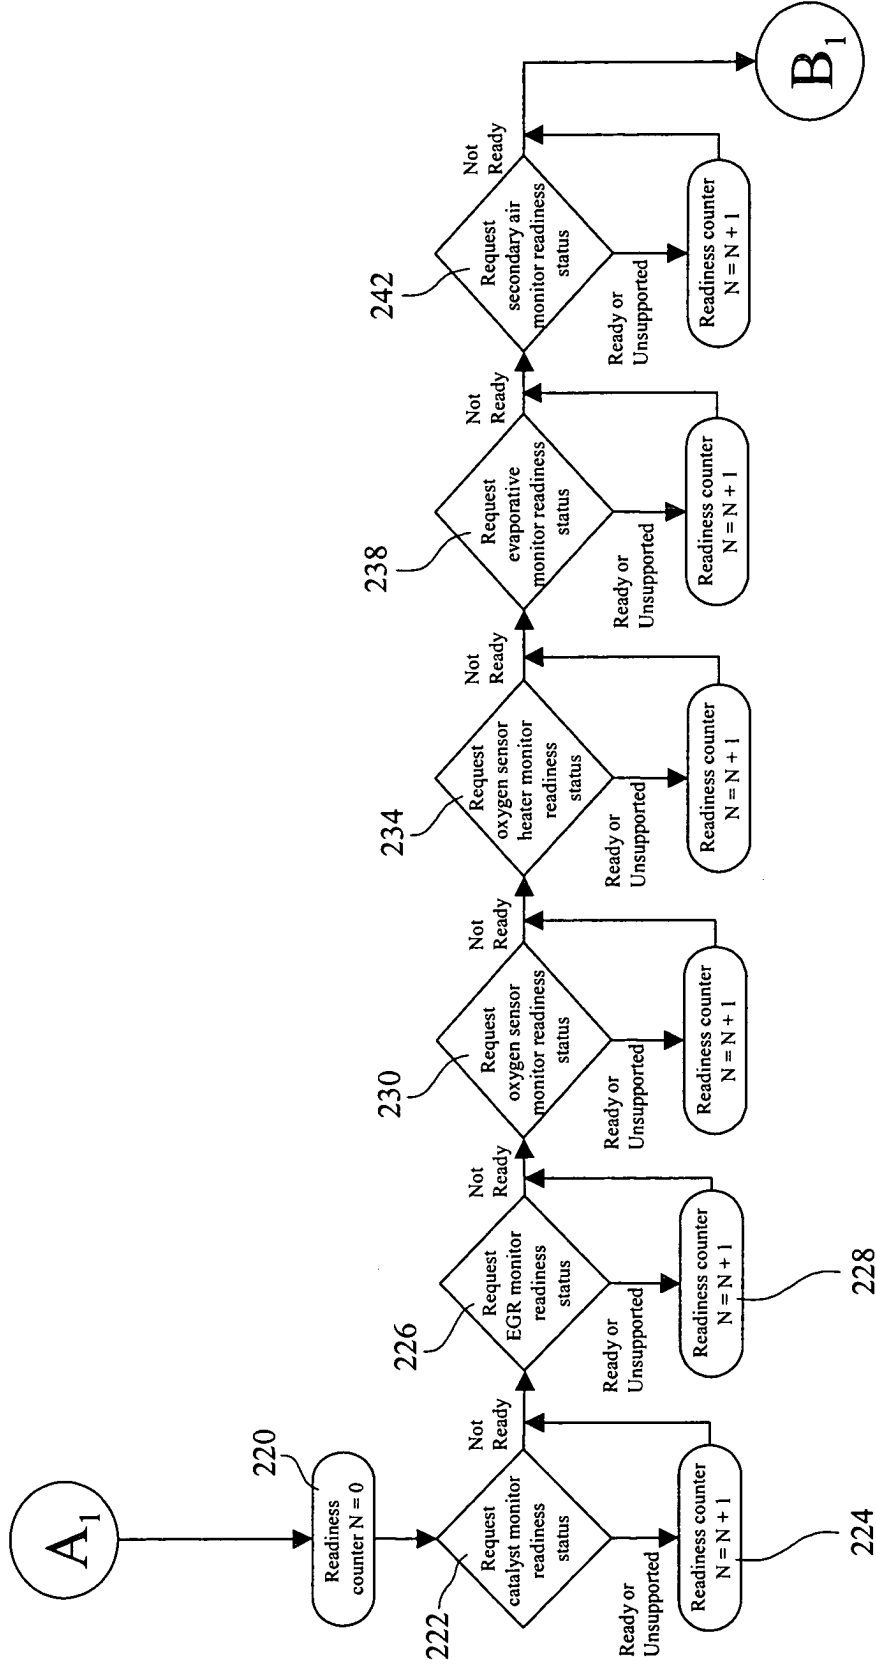 A1
220
Readiness
counter N = 0
222
Request
catalyst monitor
readiness
status
Not
Ready
Ready or
Unsupported
Readiness counter
N = N + 1
224
226
Request
EGR monitor
readiness
status
Not
Ready
Ready or
Unsupported
Readiness counter
N = N + 1
228
230
Request
oxygen sensor
monitor readiness
status
Not
Ready
Ready or
Unsupported
Readiness counter
N = N + 1
234
Request
oxygen sensor
heater monitor
readiness
status
Not
Ready
Ready or
Unsupported
Readiness counter
N = N + 1
238
Request
evaporative
monitor readiness
status
Not
Ready
Ready or
Unsupported
Readiness counter
N = N + 1
242
Request
secondary air
monitor readiness
status
Not
Ready
Ready or
Unsupported
Readiness counter
N = N + 1
B1